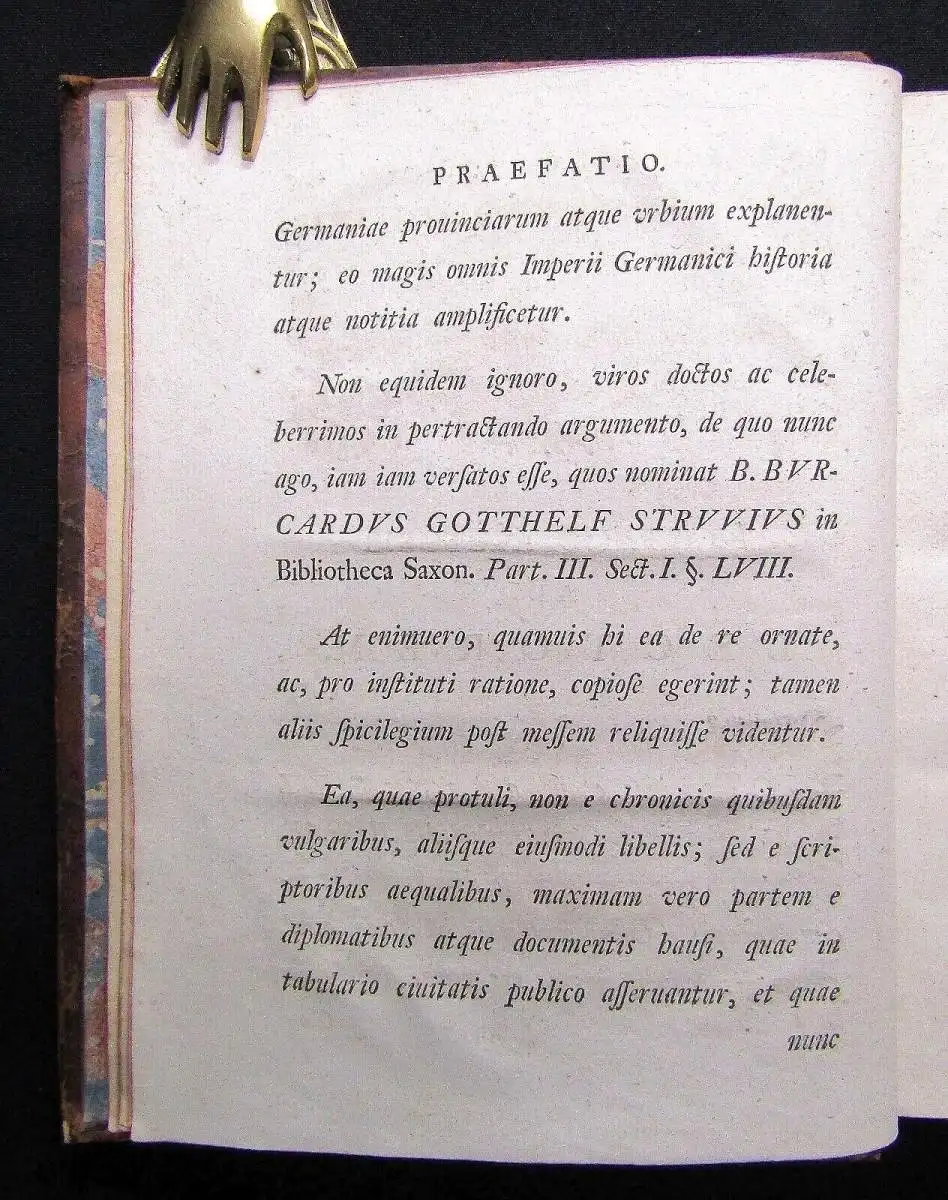 PRAEFATIO.
Germaniae prouinciarum atque vrbium explanen-
tur; eo magis omnis Imperii Germanici hiſtoria
atque notitia amplificetur.
Non equidem ignoro, viros doctos ac cele-
berrimos in pertractando argumento, de quo nunc
ago, iam iam verſatos eſſe, quos nominat B. BVR-
CARDVS GOTTHELF STRVVIVS in
Bibliotheca Saxon. Part. III. Sect. I. §. LVIII.
At enimuero, quamuis hi ea de re ornate,
ac, pro inſtituti ratione, copioſe egerint; tamen
aliis ſpicilegium poſt meſſem reliquiſſe videntur.
Ea, quae protuli, non e chronicis quibuſdam
vulgaribus, aliiſque eiuſmodi libellis; ſed e ſcri-
ptoribus aequalibus, maximam vero partem e
diplomatibus atque documentis hauſi, quae in
tabulario ciuitatis publico aſſeruantur, et quae
nunc